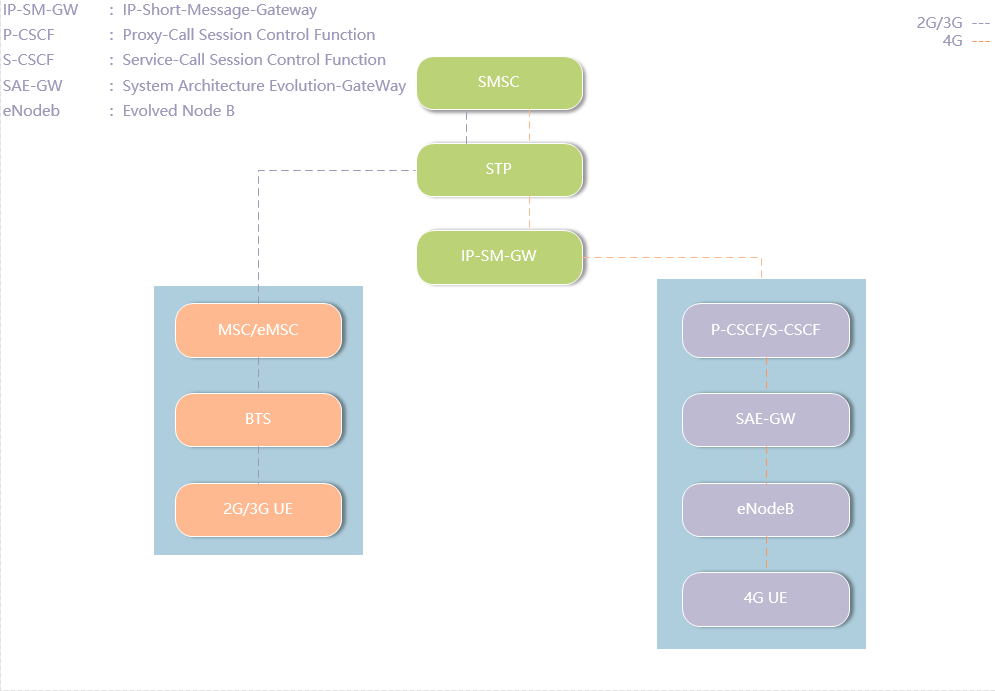 IP-SM-GW : IP-Short-Message-Gateway
P-CSCF : Proxy-Call Session Control Function
S-CSCF : Service-Call Session Control Function
SAE-GW : System Architecture Evolution-GateWay
eNodeb : Evolved Node B
2G/3G ---
4G ---
SMSC
STP
IP-SM-GW
MSC/eMSC
BTS
2G/3G UE
P-CSCF/S-CSCF
SAE-GW
eNodeB
4G UE